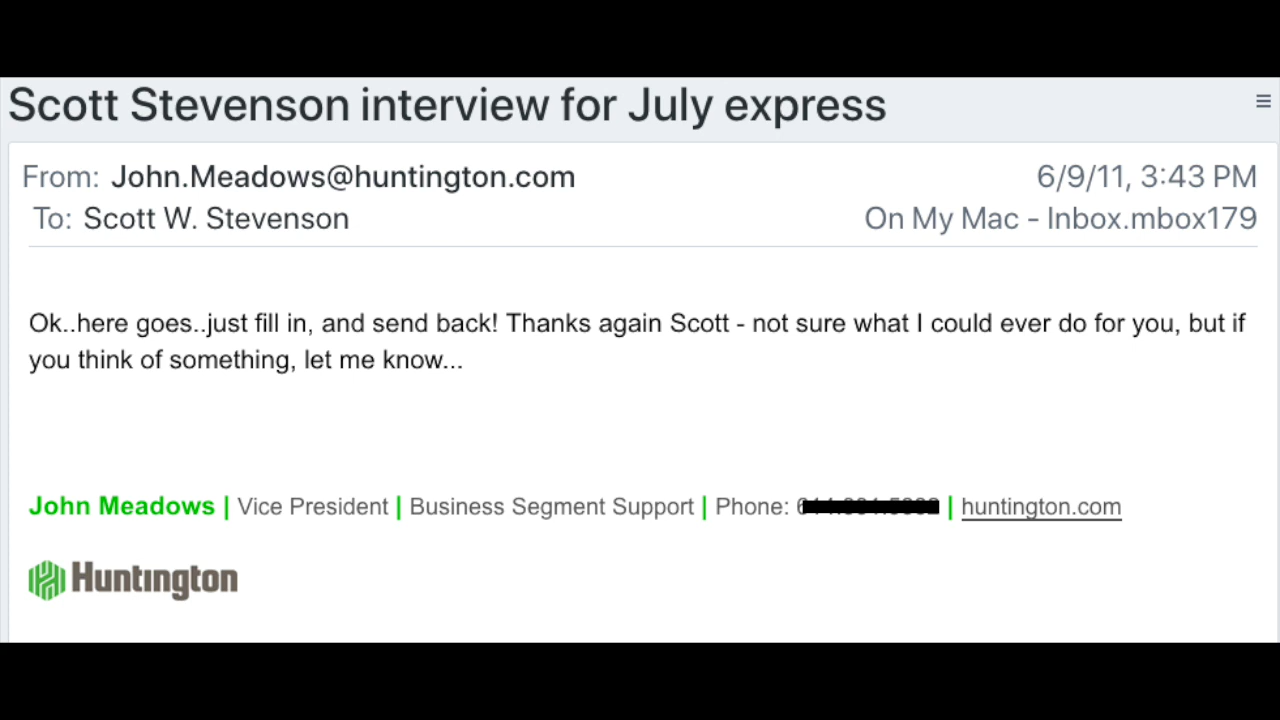 Scott Stevenson interview for July express
From: John.Meadows@huntington.com 6/9/11, 3:43 PM
To: Scott W. Stevenson On My Mac - Inbox.mbox179
Ok..here goes..just fill in, and send back! Thanks again Scott - not sure what I could ever do for you, but if
you think of something, let me know...
John Meadows | Vice President | Business Segment Support | Phone: | huntington.com
Huntington